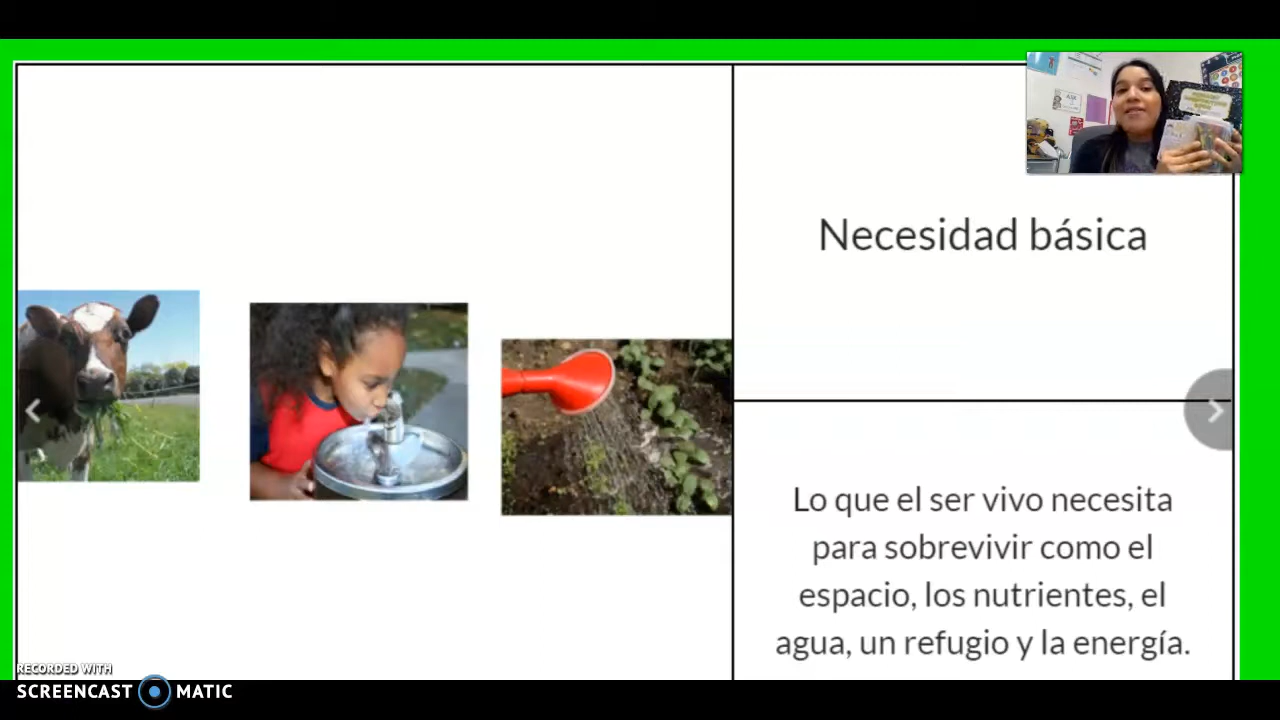 Necesidad básica
Lo que el ser vivo necesita
para sobrevivir como el
espacio, los nutrientes, el
agua, un refugio y la energía.
RECORDED WITH
SCREENCAST MATIC